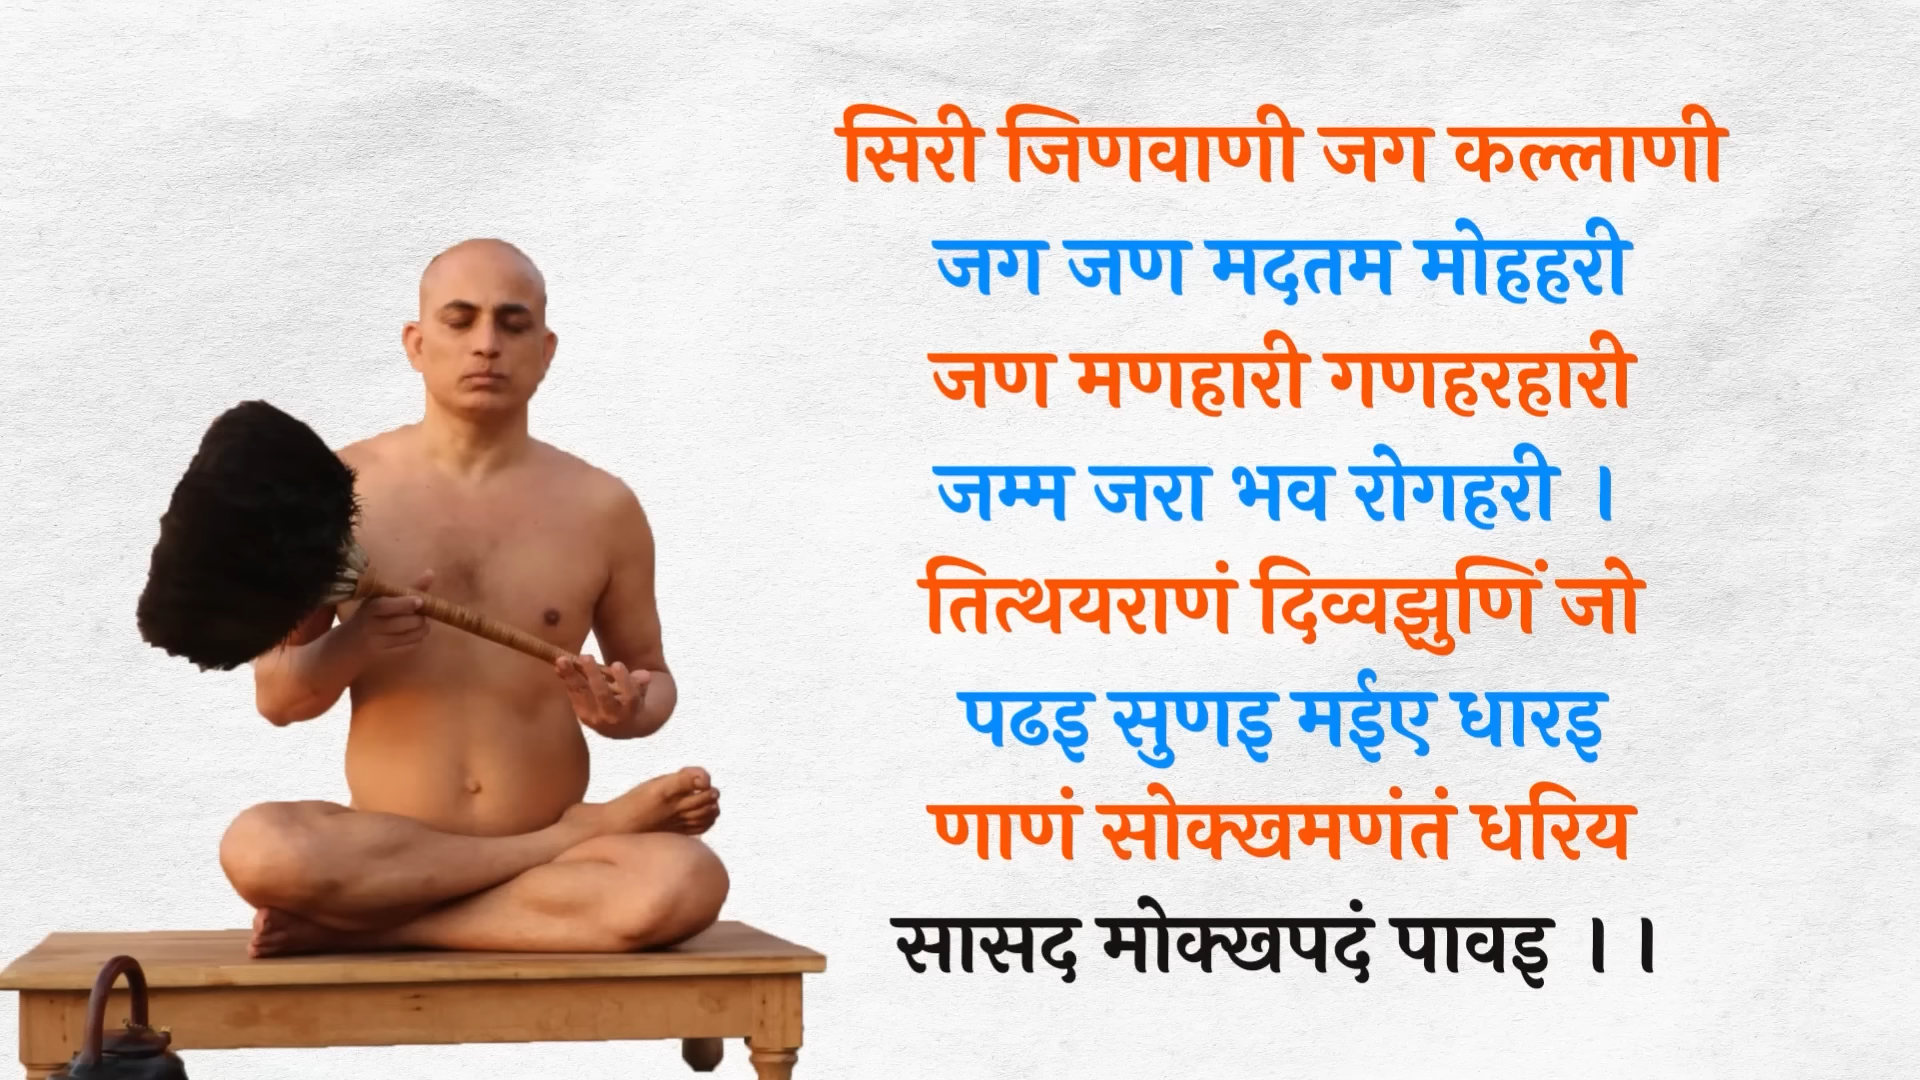 सिरी जिणवाणी जग कल्लाणी
जग जण मदतम मोहहरी
जण मणहारी गणहरहारी
जम्म जरा भव रोगहरी ।
तित्थयराणं दिव्वझुणिं जो
पढइ सुणइ मईए धारइ
णाणं सोक्खमणंतं धरिय
सासद मोक्खपदं पावइ ।।